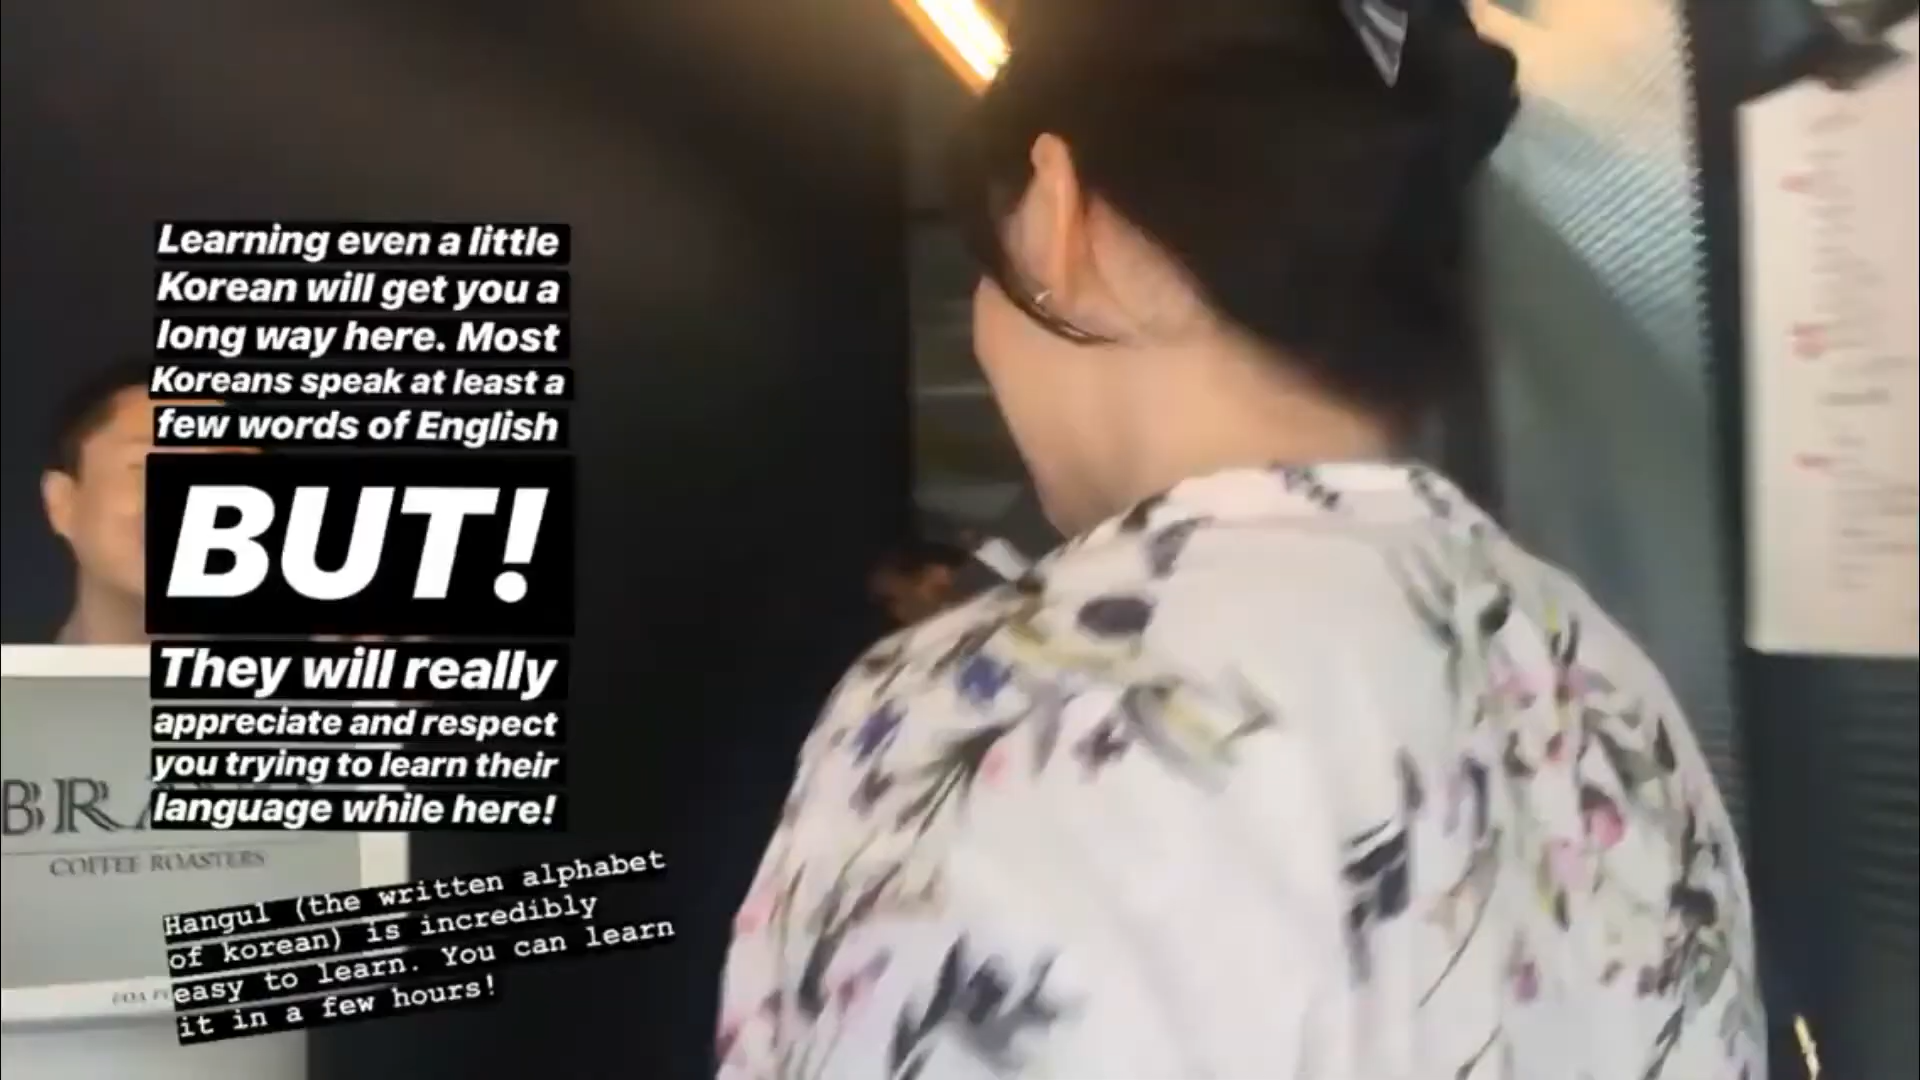 Learning even a little
Korean will get you a
long way here. Most
Koreans speak at least a
few words of English
BUT!
They will really
appreciate and respect
you trying to learn their
language while here!
BRA
COFFEE ROASTERS
Hangul (the written alphabet
of korean) is incredibly
easy to learn. You can learn
it in a few hours!